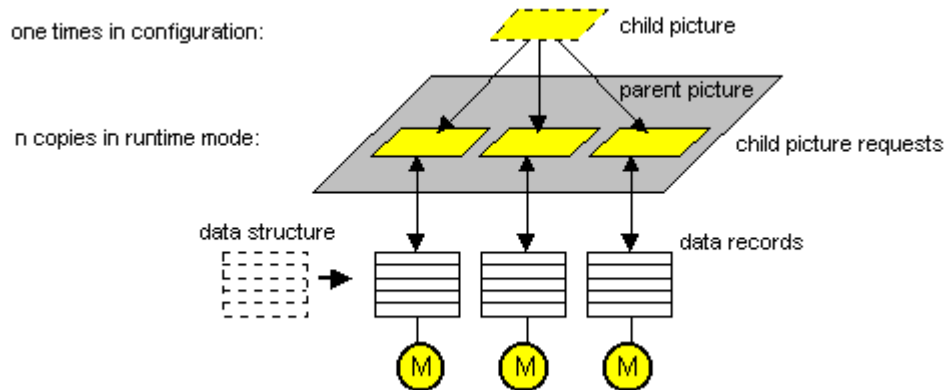 one times in configuration:
child picture
parent picture
n copies in runtime mode:
child picture requests
data structure
data records
M
M
M